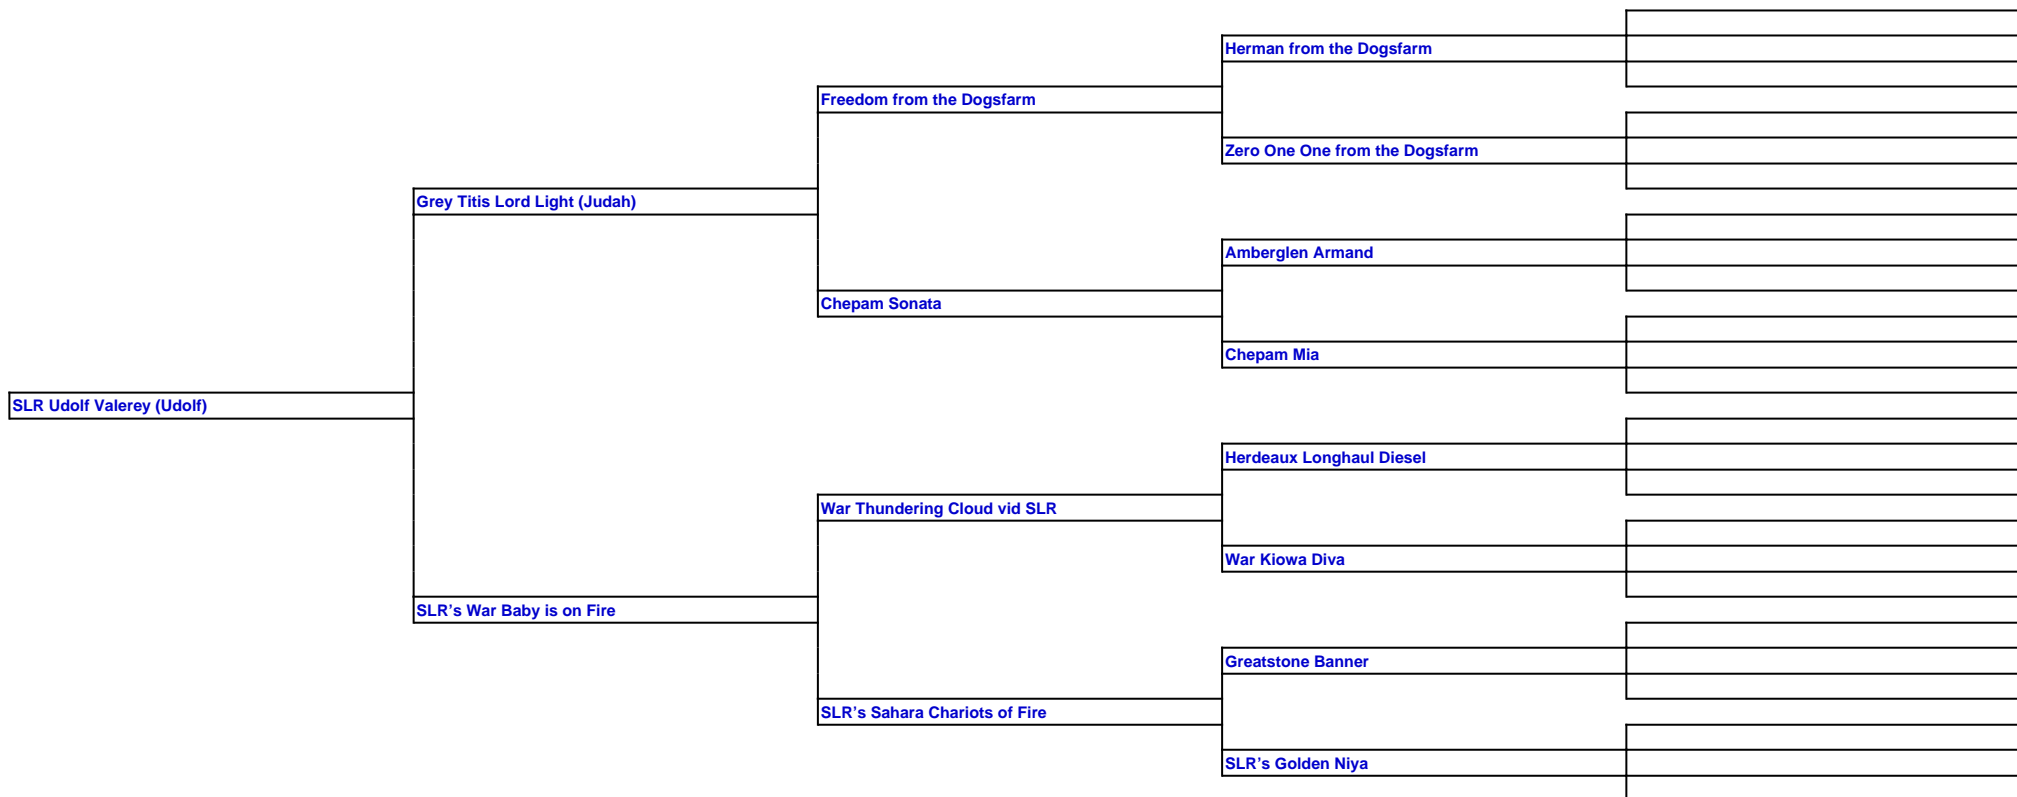 Herman from the Dogsfarm
Freedom from the Dogsfarm
Zero One One from the Dogsfarm
Grey Titis Lord Light (Judah)
Amberglen Armand
Chepam Sonata
Chepam Mia
SLR Udolf Valerey (Udolf)
Herdeaux Longhaul Diesel
War Thundering Cloud vid SLR
War Kiowa Diva
SLR’s War Baby is on Fire
Greatstone Banner
SLR’s Sahara Chariots of Fire
SLR’s Golden Niya